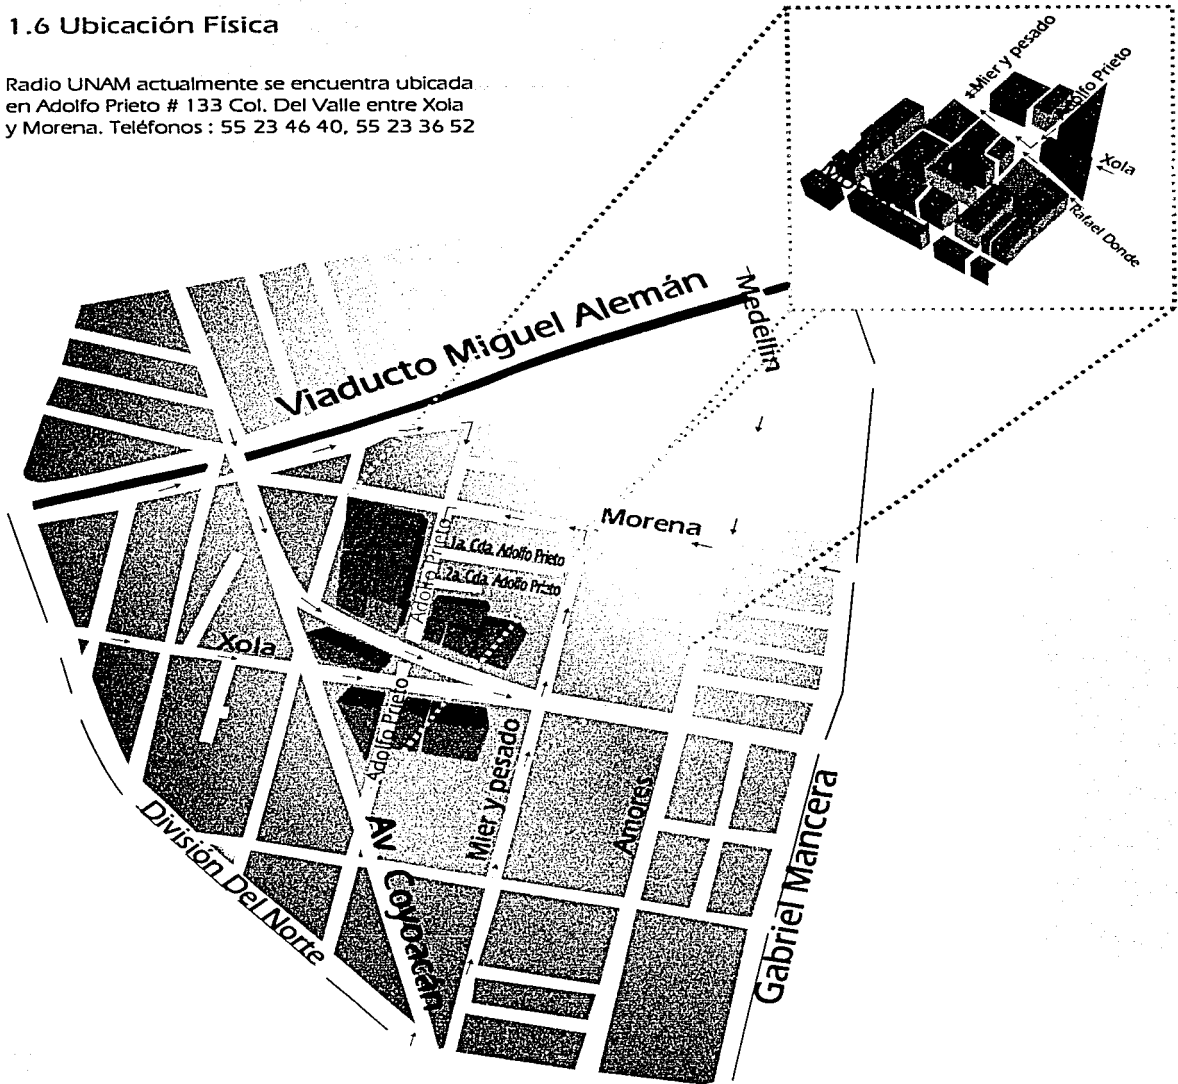 1.6 Ubicación Física
Radio UNAM actualmente se encuentra ubicada
en Adolfo Prieto # 133 Col. Del Valle entre Xola
y Morena. Teléfonos : 55 23 46 40, 55 23 36 52
Mier y pesado
Adolfo Prieto
Xola
Rafael Donde
Viaducto Miguel Alemán
Medellin
Morena
1a. Cda. Adolfo Prieto
2a. Cda. Adolfo Prieto
Adolfo Prieto
Xola
Adolfo Prieto
Mier y pesado
Amores
Gabriel Mancera
Av. Coyoacán
División Del Norte